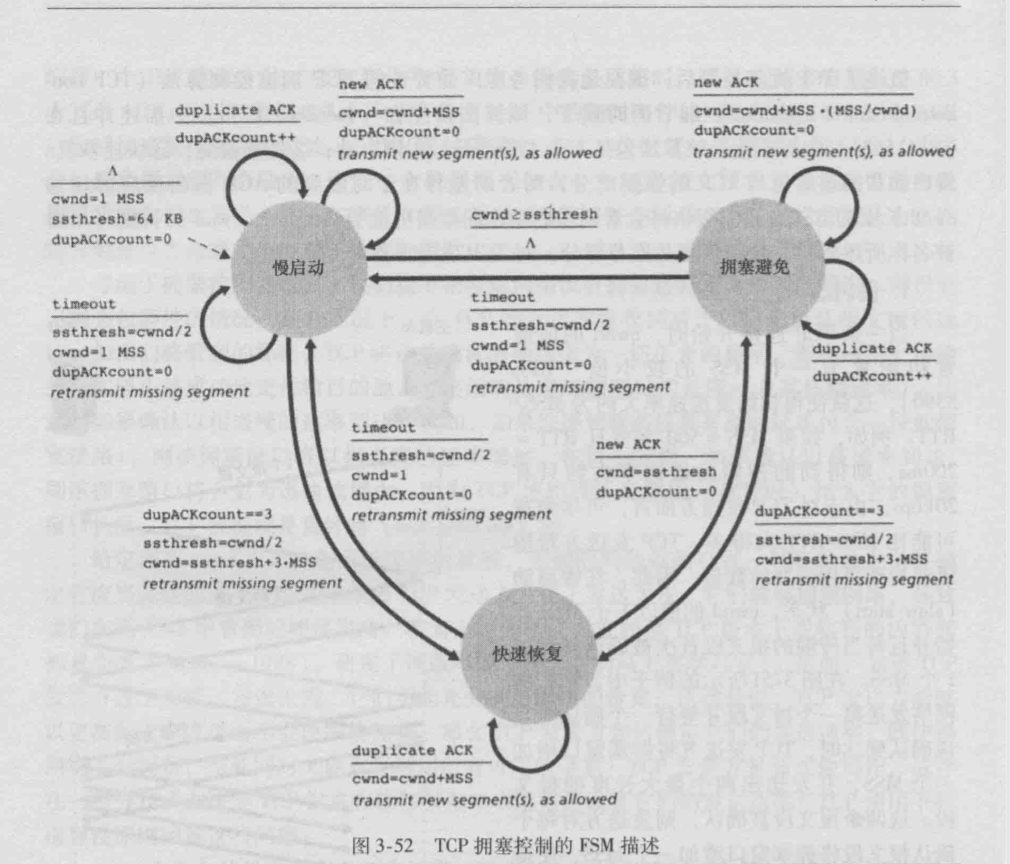 duplicate ACK
dupACKcount++
new ACK
cwnd=cwnd+MSS
dupACKcount=0
transmit new segment(s), as allowed
new ACK
cwnd=cwnd+MSS·(MSS/cwnd)
dupACKcount=0
transmit new segment(s), as allowed
Λ
cwnd=1 MSS
ssthresh=64 KB
dupACKcount=0
cwnd≥ssthresh
Λ
慢启动
拥塞避免
timeout
ssthresh=cwnd/2
cwnd=1 MSS
dupACKcount=0
retransmit missing segment
timeout
ssthresh=cwnd/2
cwnd=1 MSS
dupACKcount=0
retransmit missing segment
duplicate ACK
dupACKcount++
timeout
ssthresh=cwnd/2
cwnd=1
dupACKcount=0
retransmit missing segment
new ACK
cwnd=ssthresh
dupACKcount=0
dupACKcount==3
ssthresh=cwnd/2
cwnd=ssthresh+3·MSS
retransmit missing segment
dupACKcount==3
ssthresh=cwnd/2
cwnd=ssthresh+3·MSS
retransmit missing segment
快速恢复
duplicate ACK
cwnd=cwnd+MSS
transmit new segment(s), as allowed
图 3-52 TCP 拥塞控制的 FSM 描述